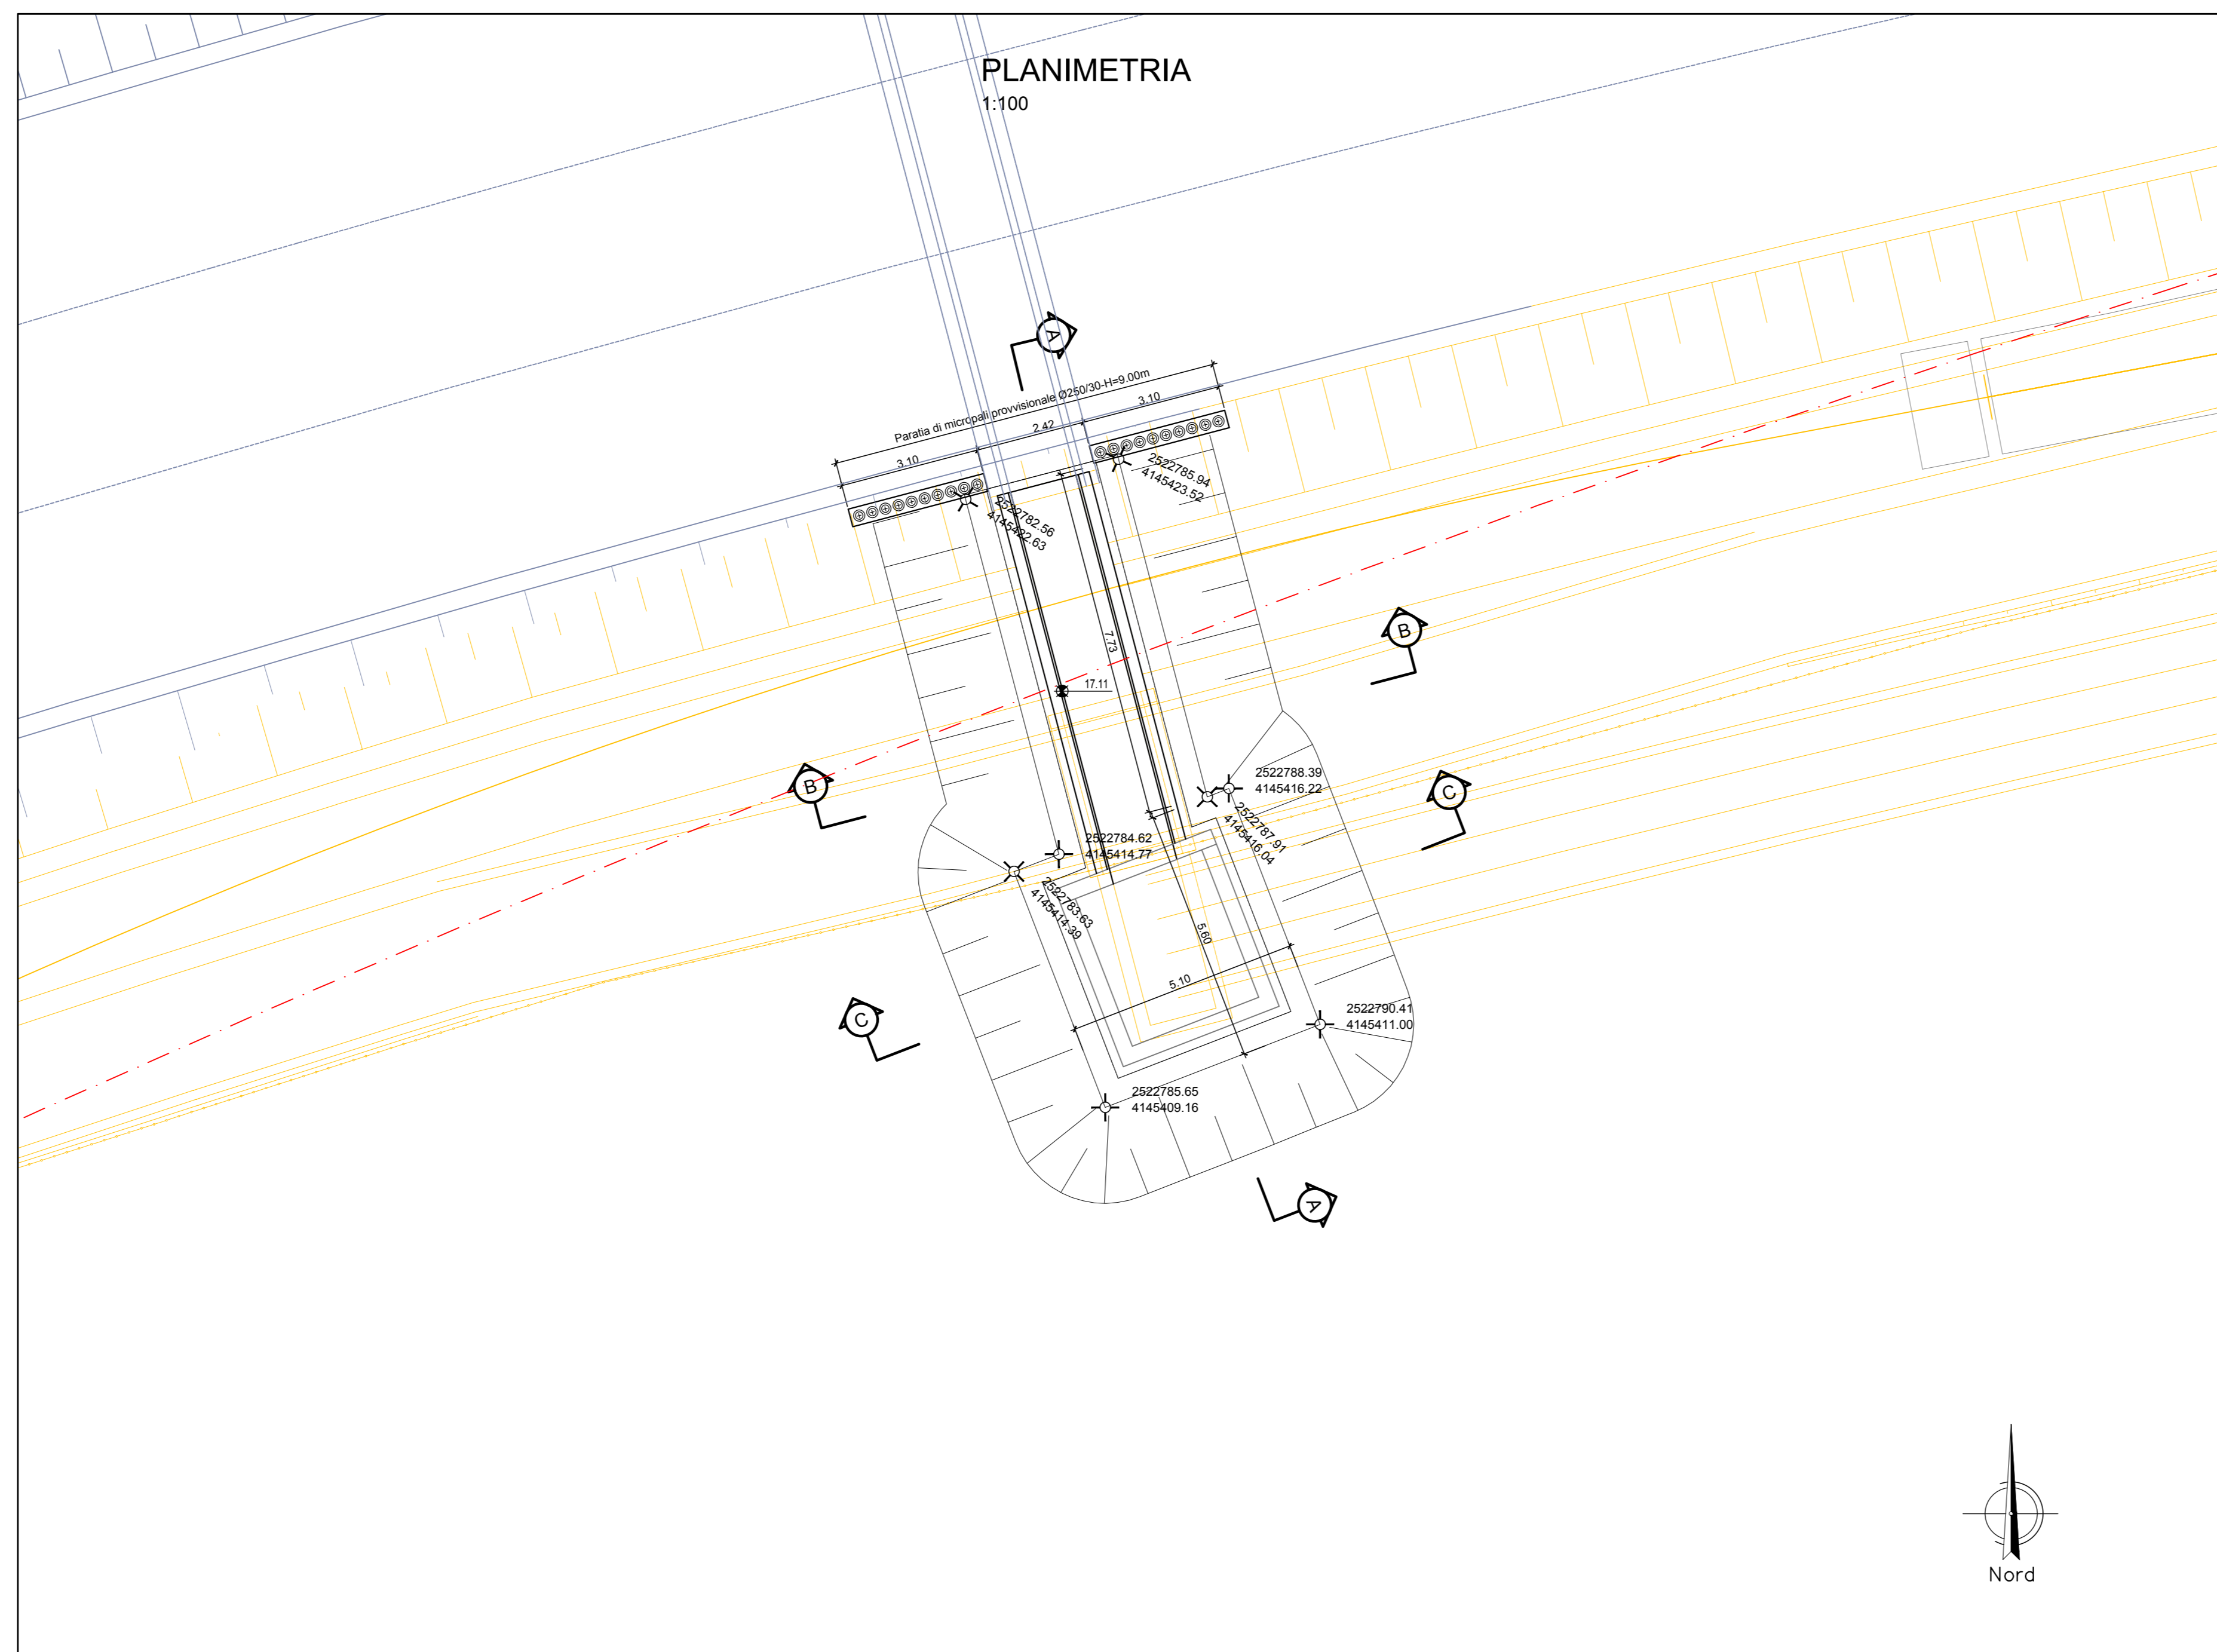 PLANIMETRIA
1:100
A
Paratia di micropali provvisionale Ø250/30-H=9.00m
3.10
2.42
3.10
2522785.94
4145423.52
2522782.56
4145422.63
B
7.73
17.11
B
2522788.39
4145416.22
C
2522787.91
4145416.04
2522784.62
4145414.77
2522783.63
4145414.39
5.60
5.10
C
2522790.41
4145411.00
2522785.65
4145409.16
A
Nord